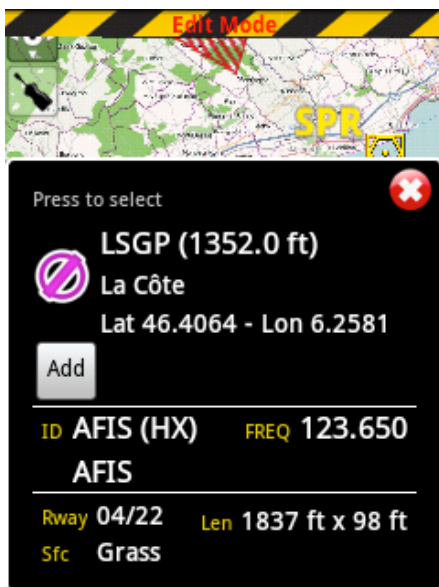 Edit Mode
SPR
Press to select
LSGP (1352.0 ft)
La Côte
Lat 46.4064 - Lon 6.2581
Add
ID AFIS (HX) FREQ 123.650
AFIS
Rway 04/22 Len 1837 ft x 98 ft
Sfc Grass